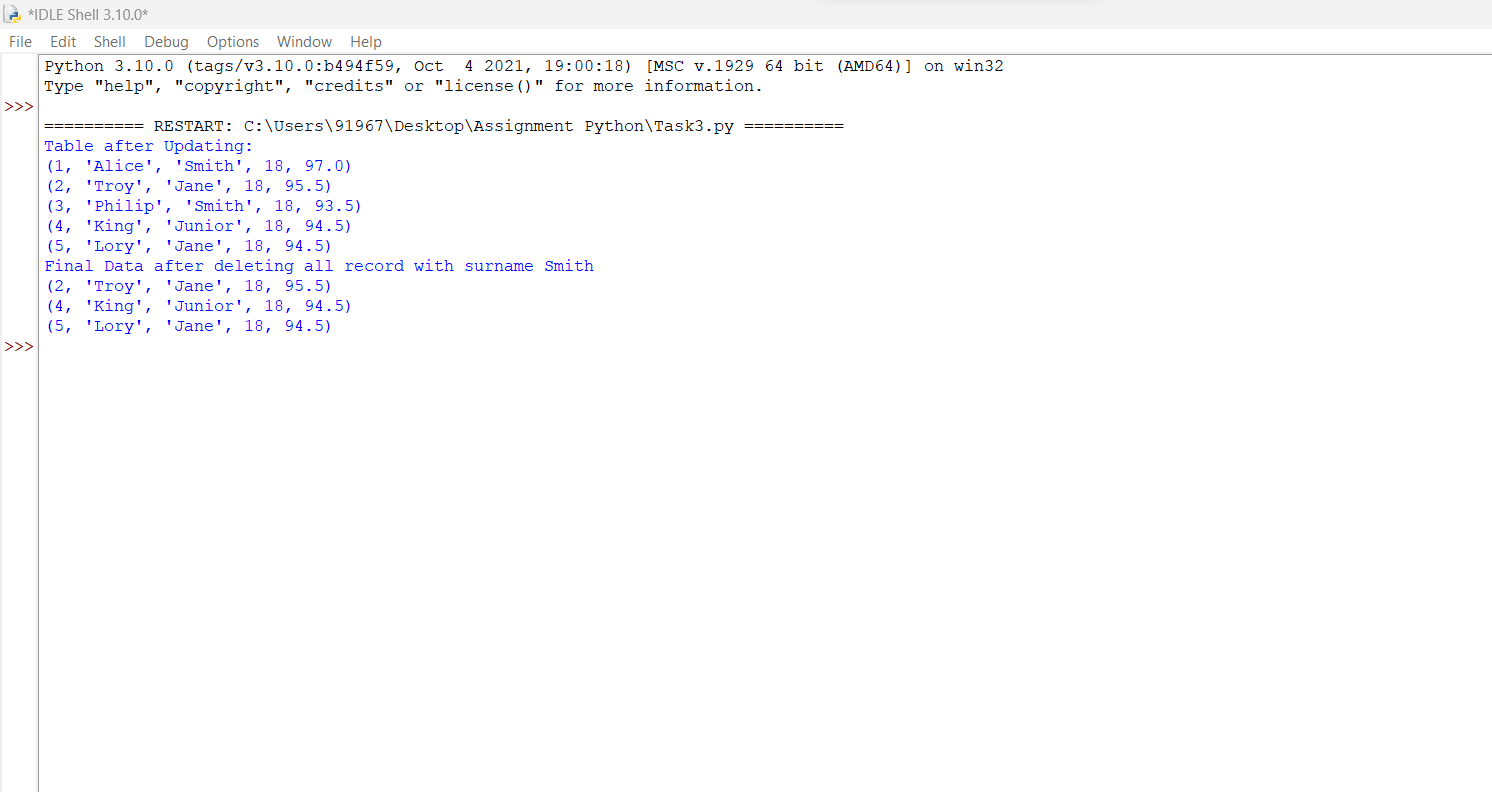 *IDLE Shell 3.10.0*
File Edit Shell Debug Options Window Help
Python 3.10.0 (tags/v3.10.0:b494f59, Oct  4 2021, 19:00:18) [MSC v.1929 64 bit (AMD64)] on win32
Type "help", "copyright", "credits" or "license()" for more information.
>>>
========== RESTART: C:\Users\91967\Desktop\Assignment Python\Task3.py ==========
Table after Updating:
(1, 'Alice', 'Smith', 18, 97.0)
(2, 'Troy', 'Jane', 18, 95.5)
(3, 'Philip', 'Smith', 18, 93.5)
(4, 'King', 'Junior', 18, 94.5)
(5, 'Lory', 'Jane', 18, 94.5)
Final Data after deleting all record with surname Smith
(2, 'Troy', 'Jane', 18, 95.5)
(4, 'King', 'Junior', 18, 94.5)
(5, 'Lory', 'Jane', 18, 94.5)
>>>